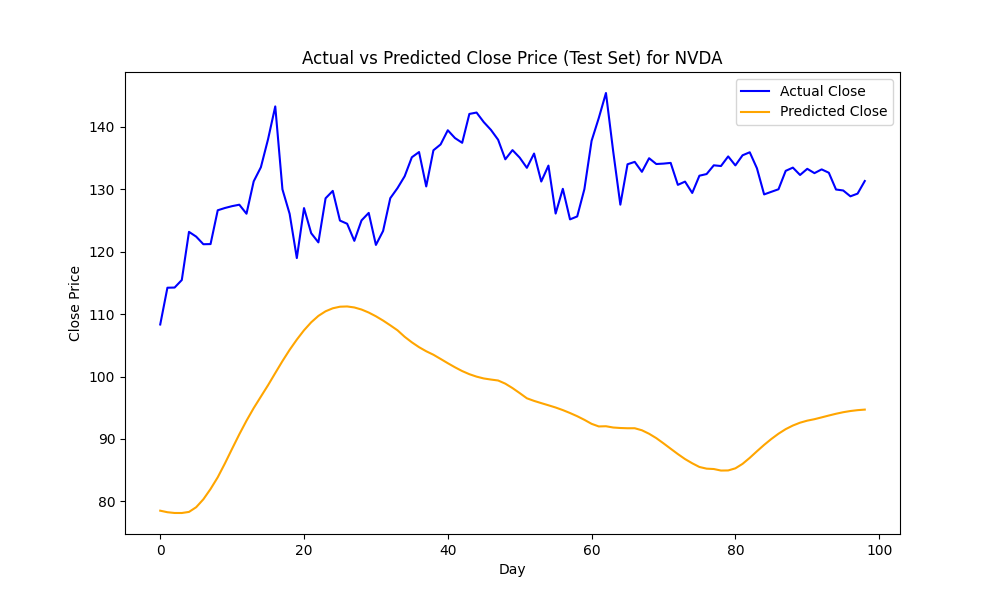 Actual vs Predicted Close Price (Test Set) for NVDA
Actual Close
Predicted Close
Close Price
140
130
120
110
100
90
80
0 20 40 60 80 100
Day